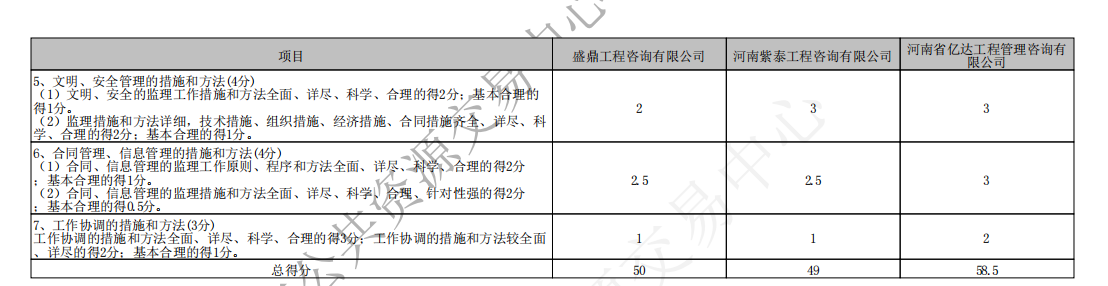 项目
盛鼎工程咨询有限公司
河南紫泰工程咨询有限公司
河南省亿达工程管理咨询有
限公司
5、文明、安全管理的措施和方法(4分)
(1)文明、安全的监理工作措施和方法全面、详尽、科学、合理的得2分；基本合理的
得1分。
(2)监理措施和方法详细，技术措施、组织措施、经济措施、合同措施齐全、详尽、科
学、合理的得2分；基本合理的得1分。
2
3
3
6、合同管理、信息管理的措施和方法(4分)
(1)合同、信息管理的监理工作原则、程序和方法全面、详尽、科学、合理的得2分
；基本合理的得1分。
(2)合同、信息管理的监理措施和方法全面、详尽、科学、合理、针对性强的得2分
；基本合理的得0.5分。
2.5
2.5
3
7、工作协调的措施和方法(3分)
工作协调的措施和方法全面、详尽、科学、合理的得3分；工作协调的措施和方法较全面
、详尽的得2分；基本合理的得1分。
1
1
2
总得分
50
49
58.5
公共资源交易中心
交易中心